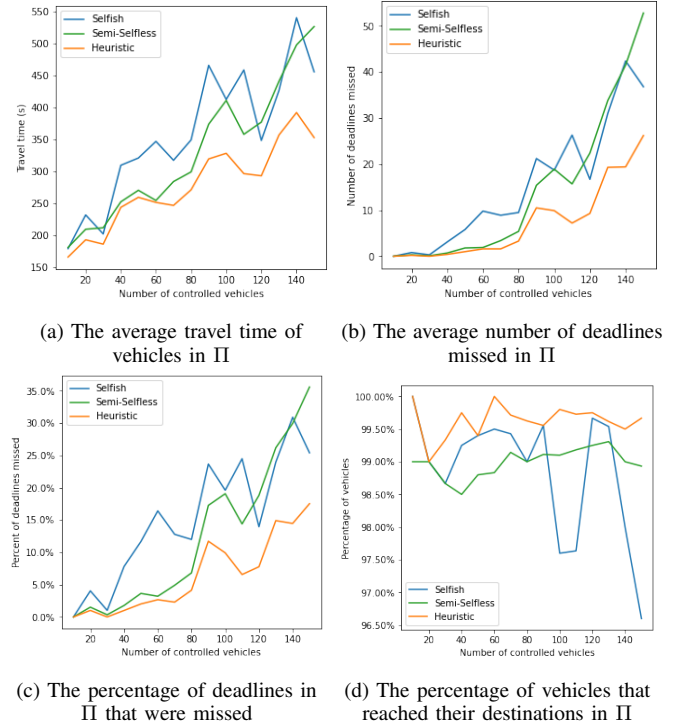 550
500
450
400
350
300
250
200
150
Travel time (s)
Selfish
Semi-Selfless
Heuristic
20 40 60 80 100 120 140
Number of controlled vehicles
(a) The average travel time of
vehicles in Π
50
40
30
20
10
0
Number of deadlines missed
Selfish
Semi-Selfless
Heuristic
20 40 60 80 100 120 140
Number of controlled vehicles
(b) The average number of deadlines
missed in Π
35.0%
30.0%
25.0%
20.0%
15.0%
10.0%
5.0%
0.0%
Percent of deadlines missed
Selfish
Semi-Selfless
Heuristic
20 40 60 80 100 120 140
Number of controlled vehicles
(c) The percentage of deadlines in
Π that were missed
100.00%
99.50%
99.00%
98.50%
98.00%
97.50%
97.00%
96.50%
Percentage of vehicles
Selfish
Semi-Selfless
Heuristic
20 40 60 80 100 120 140
Number of controlled vehicles
(d) The percentage of vehicles that
reached their destinations in Π